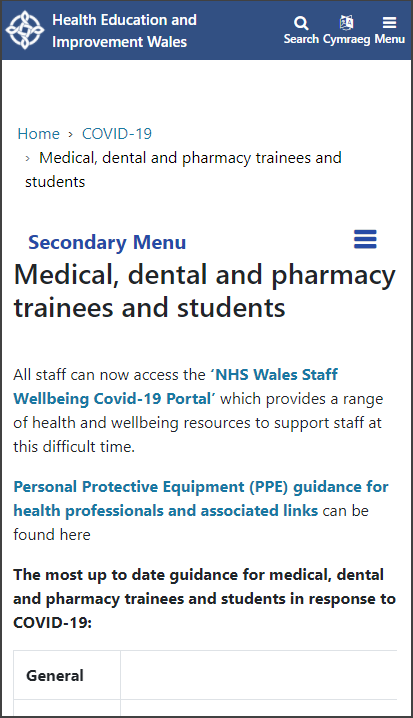 Health Education and
Improvement Wales
Search Cymraeg Menu
Home › COVID-19
› Medical, dental and pharmacy trainees and
students
Secondary Menu
Medical, dental and pharmacy
trainees and students
All staff can now access the ‘NHS Wales Staff
Wellbeing Covid-19 Portal’ which provides a range
of health and wellbeing resources to support staff at
this difficult time.
Personal Protective Equipment (PPE) guidance for
health professionals and associated links can be
found here
The most up to date guidance for medical, dental
and pharmacy trainees and students in response to
COVID-19:
General